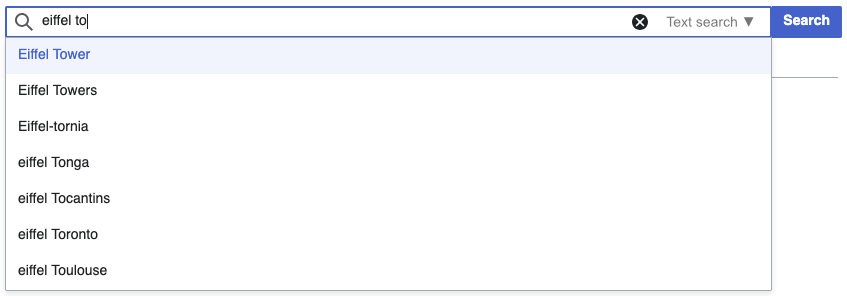 eiffel to Text search ▼ Search
Eiffel Tower
Eiffel Towers
Eiffel-tornia
eiffel Tonga
eiffel Tocantins
eiffel Toronto
eiffel Toulouse